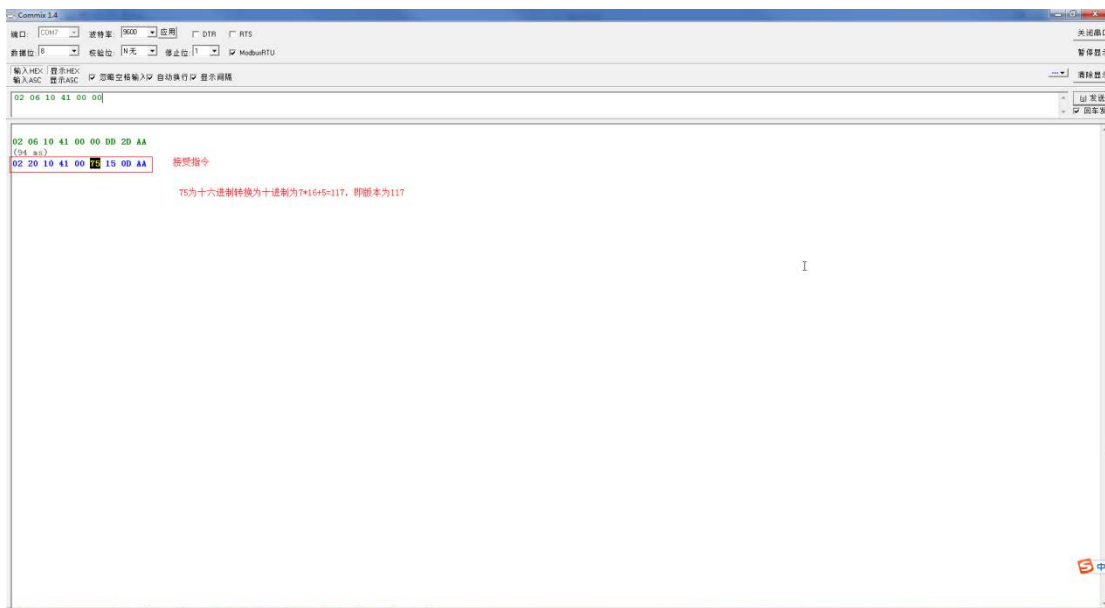 Commix 1.4
端口: COM7 波特率: 9600 应用 DTR RTS 关闭串口
数据位: 8 校验位: N无 停止位: 1 ModbusRTU 暂停显示
输入HEX 显示HEX
输入ASC 显示ASC 忽略空格输入 自动换行 显示间隔 清除显示
02 06 10 41 00 00 发送
回车发
02 06 10 41 00 00 DD 2D AA
(94 ms)
02 20 10 41 00 75 15 0D AA 接受指令
75为十六进制转换为十进制为7*16+5=117, 即版本为117
中